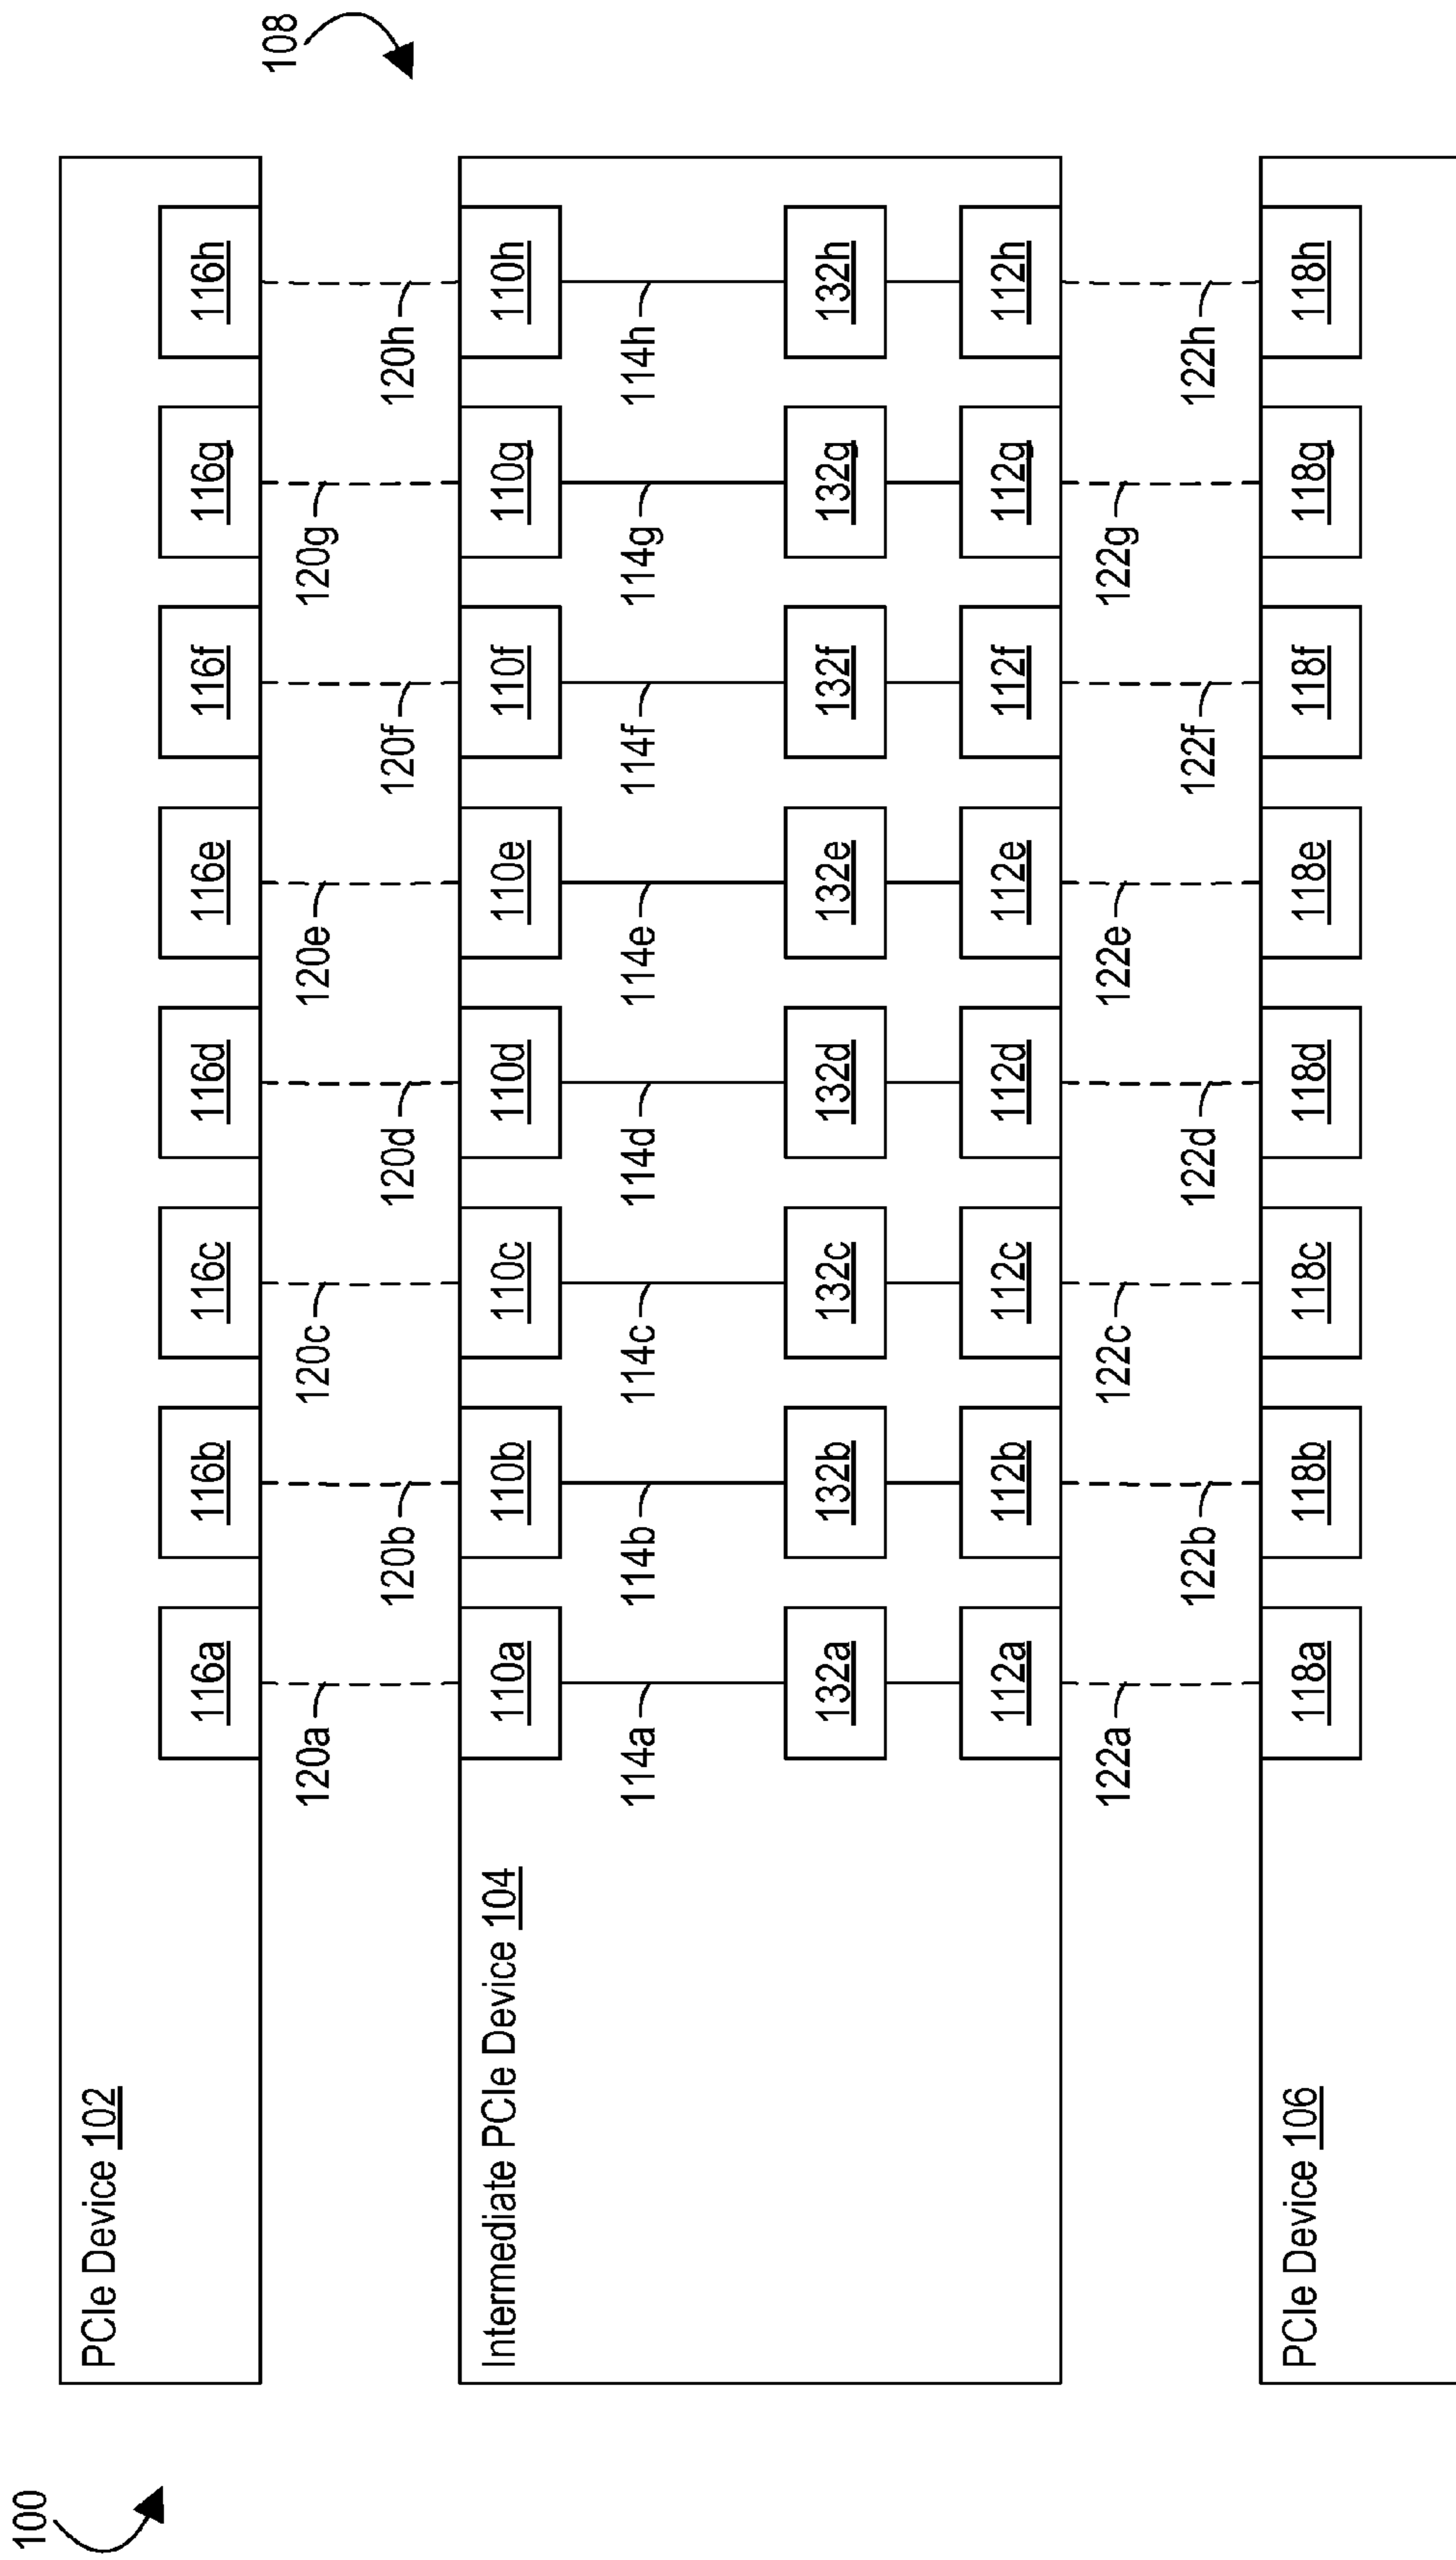 100
PCIe Device 102
116a 116b 116c 116d 116e 116f 116g 116h
108
120a 120c 120e 120g
120b 120d 120f 120h
Intermediate PCIe Device 104 110a 110b 110c 110d 110e 110f 110g 110h
114a 114b 114c 114d 114e 114f 114g 114h
132a 132b 132c 132d 132e 132f 132g 132h
112a 112b 112c 112d 112e 112f 112g 112h
122a 122c 122e 122g
122b 122d 122f 122h
PCIe Device 106 118a 118b 118c 118d 118e 118f 118g 118h